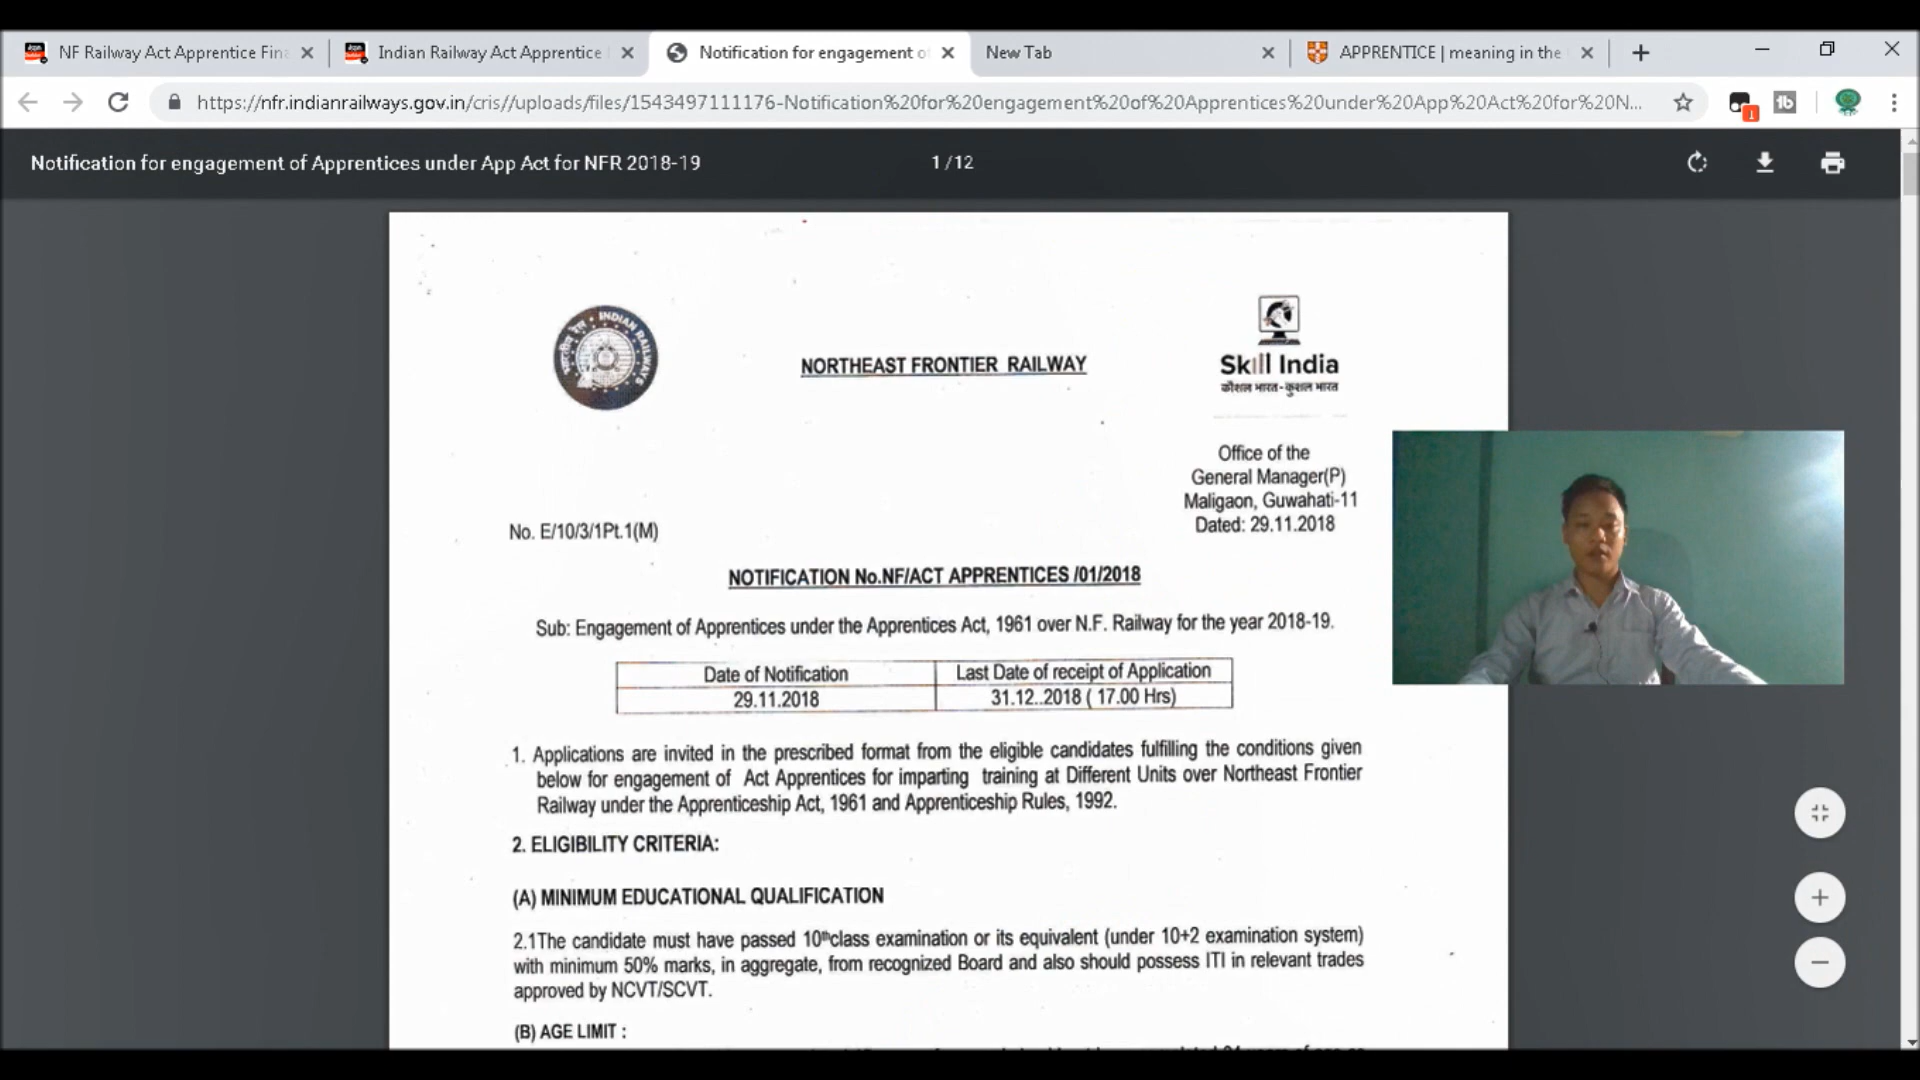 NF Railway Act Apprentice Fina
Indian Railway Act Apprentice
Notification for engagement of
New Tab
APPRENTICE | meaning in the
https://nfr.indianrailways.gov.in/cris//uploads/files/1543497111176-Notification%20for%20engagement%20of%20Apprentices%20under%20App%20Act%20for%20N...
1
Notification for engagement of Apprentices under App Act for NFR 2018-19
1 / 12
भारतीय रेल • INDIAN RAILWAYS
NORTHEAST FRONTIER RAILWAY
Skill India
कौशल भारत - कुशल भारत
Office of the
General Manager(P)
Maligaon, Guwahati-11
Dated: 29.11.2018
No. E/10/3/1Pt.1(M)
NOTIFICATION No.NF/ACT APPRENTICES /01/2018
Sub: Engagement of Apprentices under the Apprentices Act, 1961 over N.F. Railway for the year 2018-19.
Date of Notification
Last Date of receipt of Application
29.11.2018
31.12..2018 ( 17.00 Hrs)
1. Applications are invited in the prescribed format from the eligible candidates fulfilling the conditions given
below for engagement of Act Apprentices for imparting training at Different Units over Northeast Frontier
Railway under the Apprenticeship Act, 1961 and Apprenticeship Rules, 1992.
2. ELIGIBILITY CRITERIA:
(A) MINIMUM EDUCATIONAL QUALIFICATION
2.1The candidate must have passed 10thclass examination or its equivalent (under 10+2 examination system)
with minimum 50% marks, in aggregate, from recognized Board and also should possess ITI in relevant trades
approved by NCVT/SCVT.
(B) AGE LIMIT :